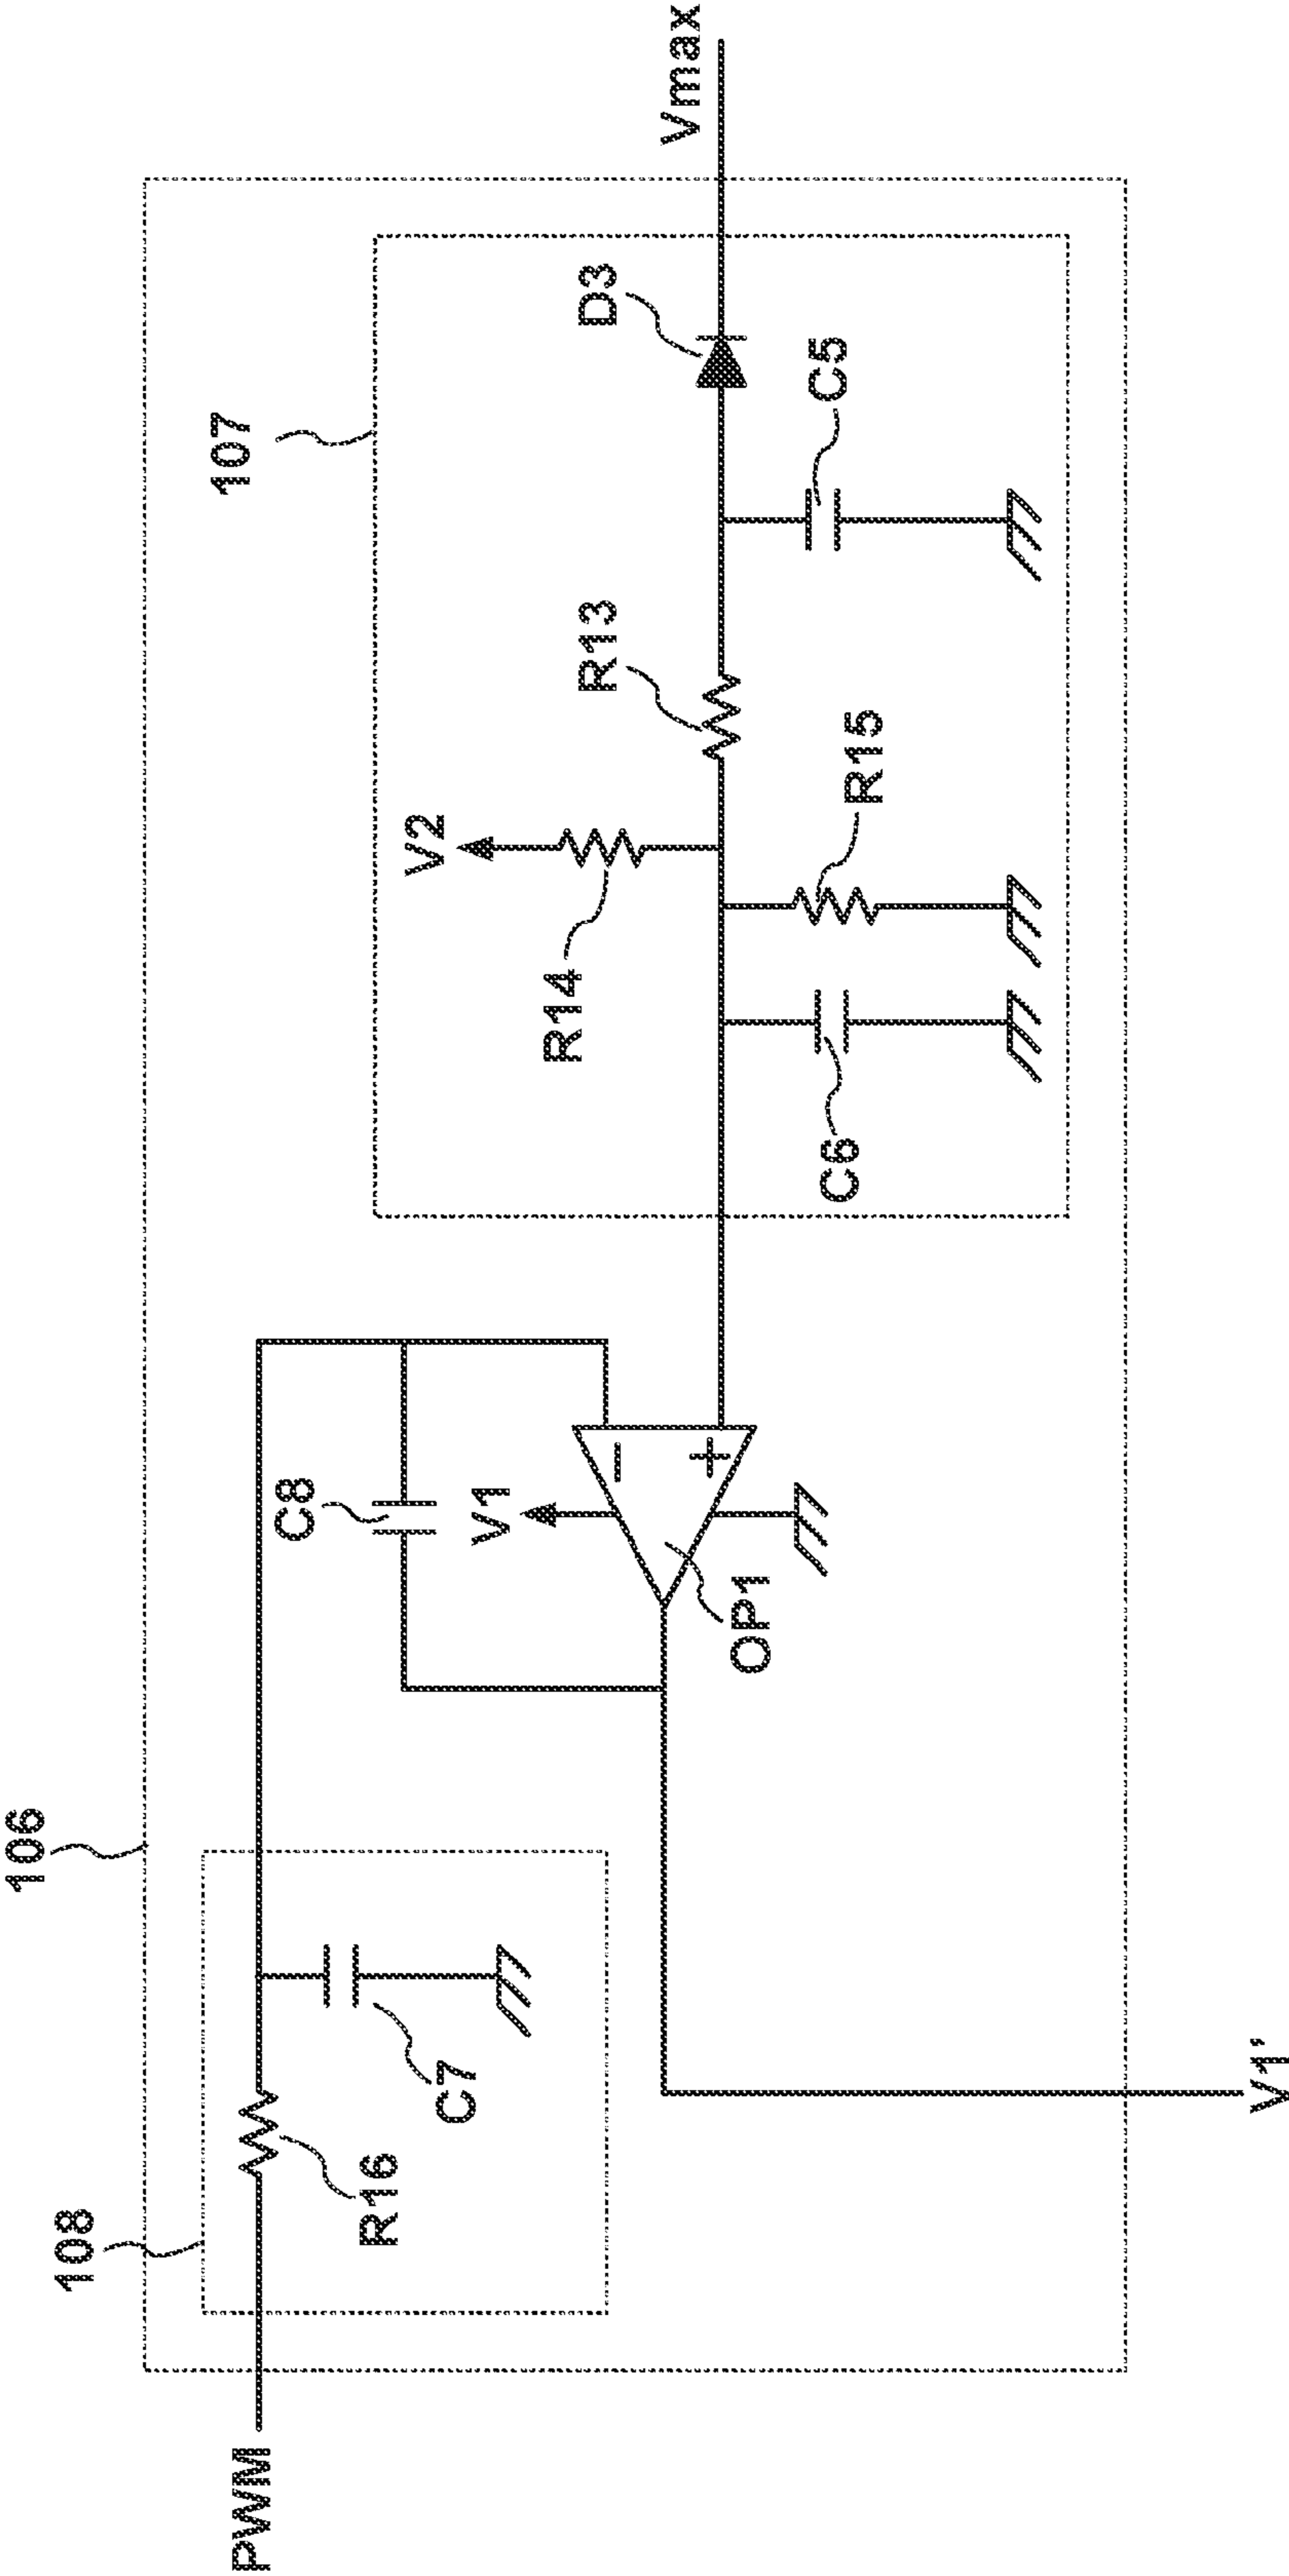 106
108
PWM
R16
C7
C8
V1
OP1
V1'
107
V2
R14
R13
D3
R15
C6
C5
Vmax
−
+